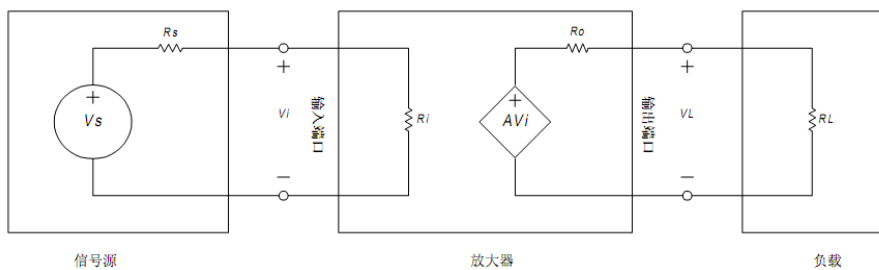 Rs
Ro
+
+
+
+
Vs
Vi
输入端口
Ri
AVi
输出端口
VL
RL
−
−
信号源
放大器
负载